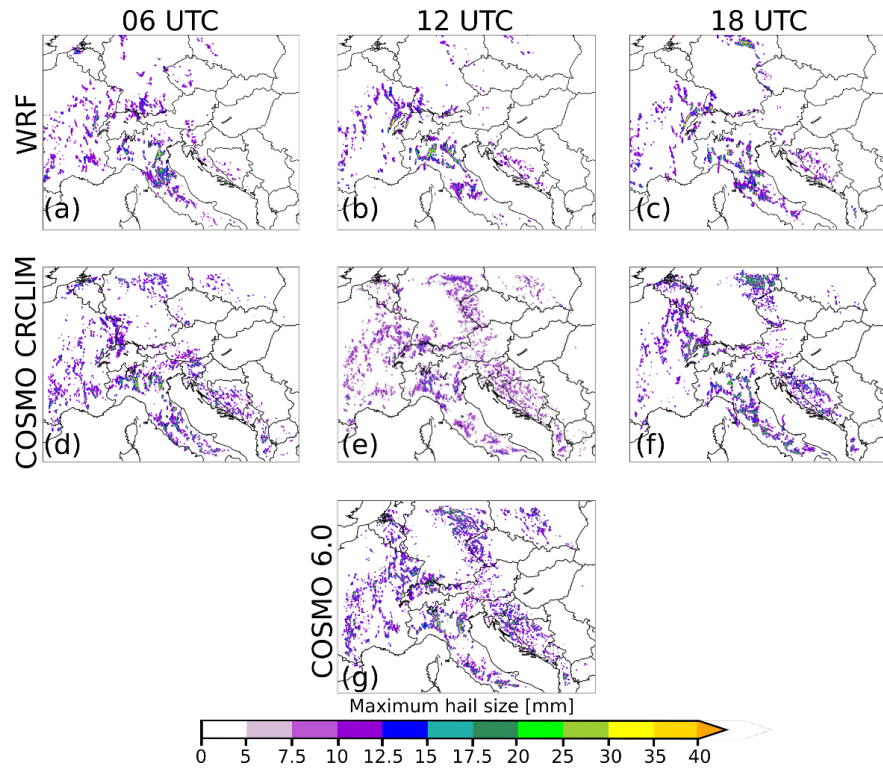 06 UTC
12 UTC
18 UTC
WRF
(a)
(b)
(c)
COSMO CRCLIM
(d)
(e)
(f)
COSMO 6.0
(g)
Maximum hail size [mm]
0 5 7.5 10 12.5 15 17.5 20 25 30 35 40